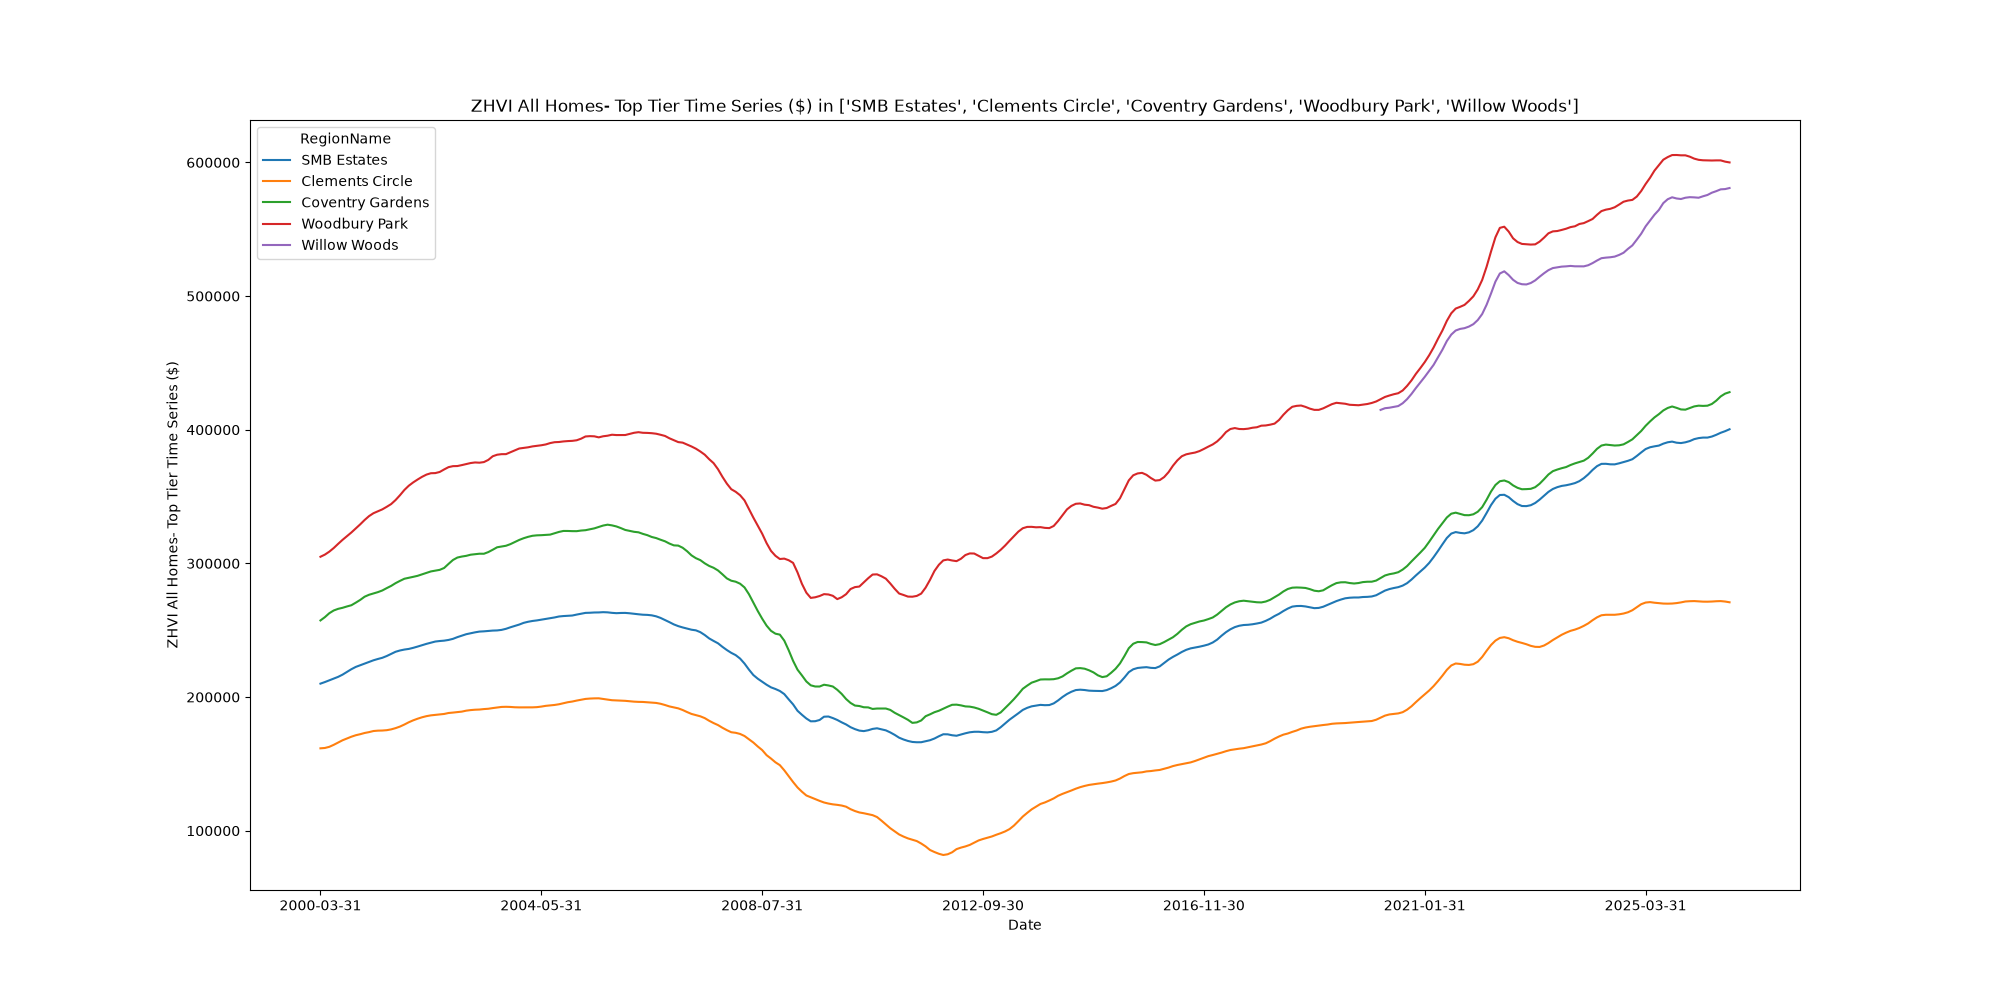 ZHVI All Homes- Top Tier Time Series ($) in ['SMB Estates', 'Clements Circle', 'Coventry Gardens', 'Woodbury Park', 'Willow Woods']
RegionName
SMB Estates
Clements Circle
Coventry Gardens
Woodbury Park
Willow Woods
600000
500000
400000
300000
200000
100000
ZHVI All Homes- Top Tier Time Series ($)
2000-03-31 2004-05-31 2008-07-31 2012-09-30 2016-11-30 2021-01-31 2025-03-31
Date